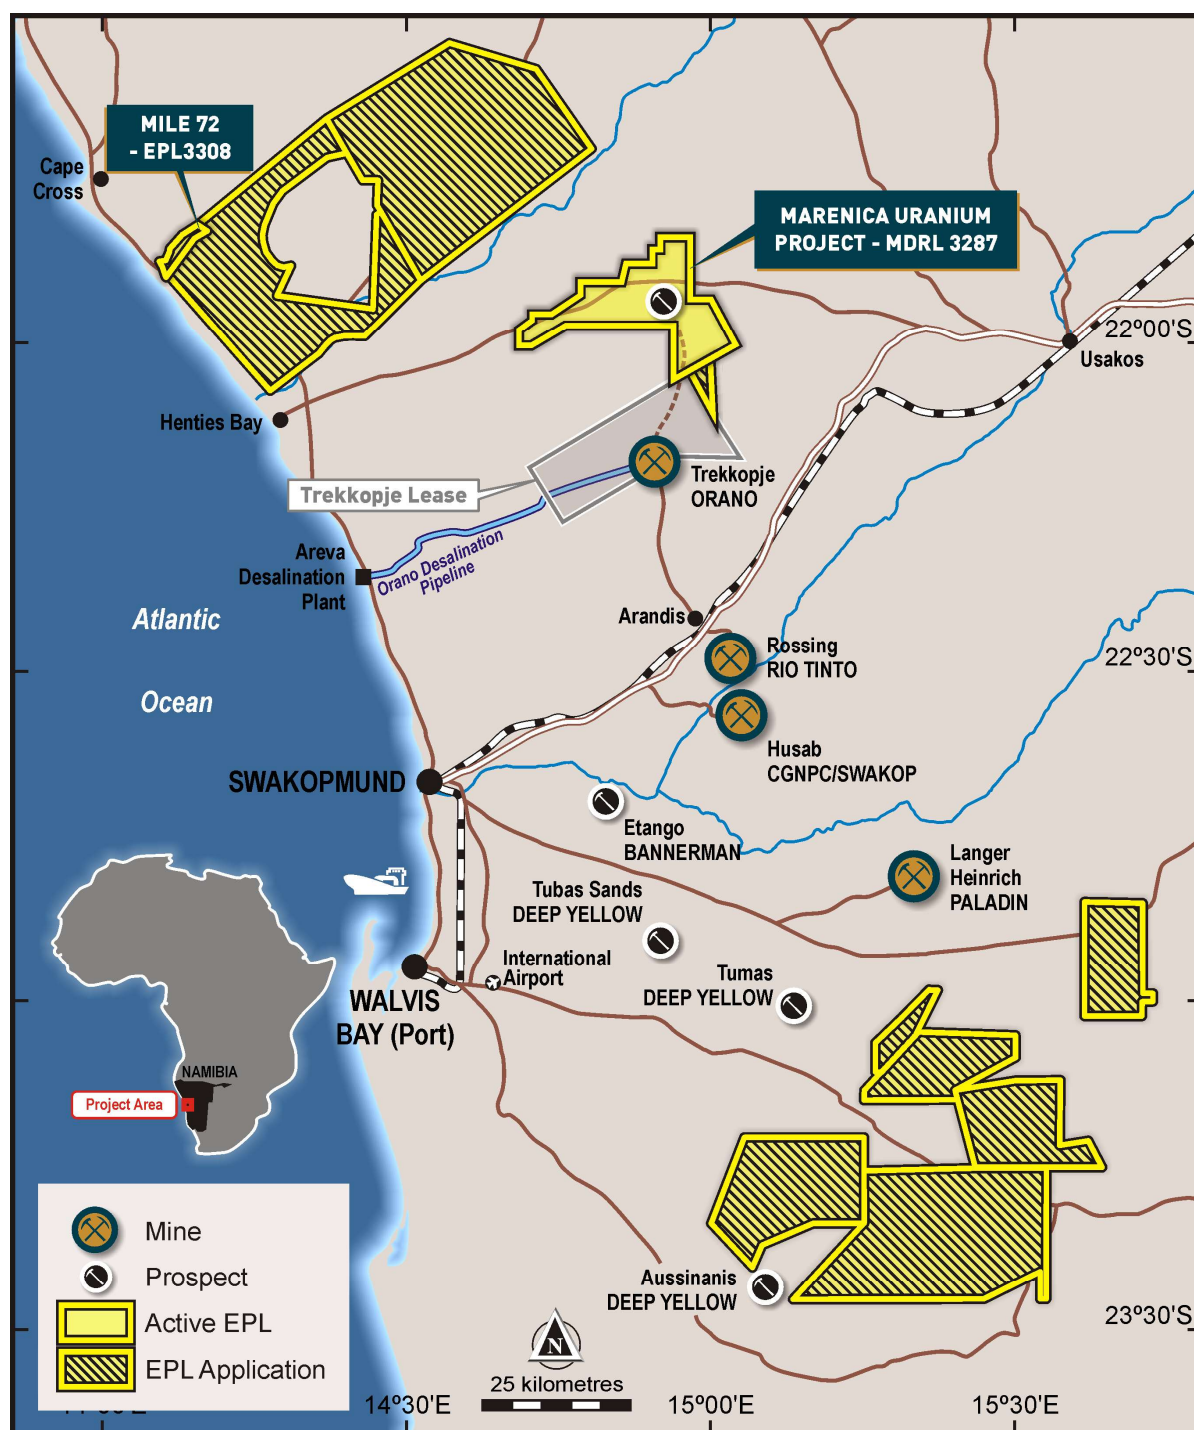 MILE 72
- EPL3308
Cape
Cross
MARENICA URANIUM
PROJECT - MDRL 3287
22º00'S
Usakos
Henties Bay
Trekkopje Lease
Trekkopje
ORANO
Areva
Desalination
Plant
Orano Desalination
Pipeline
Atlantic
Ocean
Arandis
Rossing
RIO TINTO
22º30'S
Husab
CGNPC/SWAKOP
SWAKOPMUND
Etango
BANNERMAN
Langer
Heinrich
PALADIN
Tubas Sands
DEEP YELLOW
International
Airport
Tumas
DEEP YELLOW
WALVIS
BAY (Port)
NAMIBIA
Project Area
Aussinanis
DEEP YELLOW
23º30'S
Mine
Prospect
Active EPL
EPL Application
N
25 kilometres
14º30'E
15º00'E
15º30'E